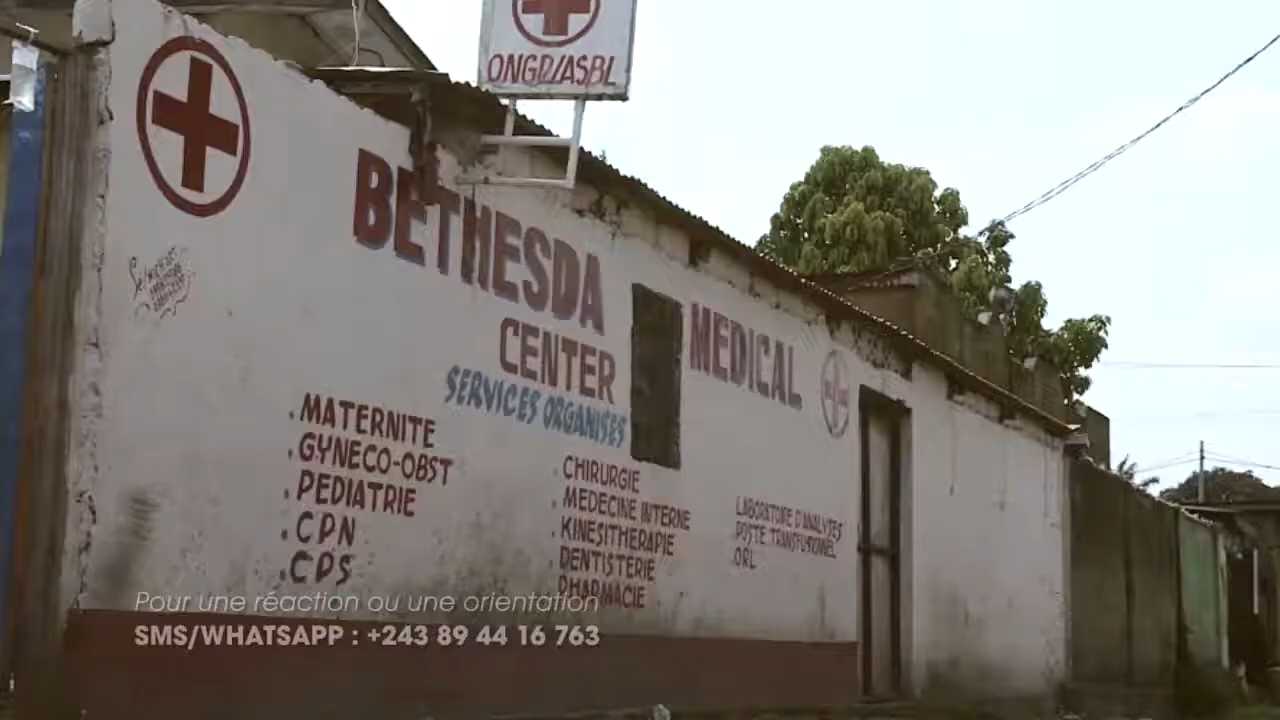 ONGD/ASBL
BETHESDA MEDICAL
CENTER
SERVICES ORGANISES
. MATERNITE
. GYNECO-OBST
. PEDIATRIE
. CPN
. CPS
. CHIRURGIE
. MEDECINE INTERNE
. KINESITHERAPIE
. DENTISTERIE
. PHARMACIE
LABORATOIRE D'ANALYSES
POSTE TRANSFUSIONNEL
ORL
Pour une réaction ou une orientation
SMS/WHATSAPP : +243 89 44 16 763